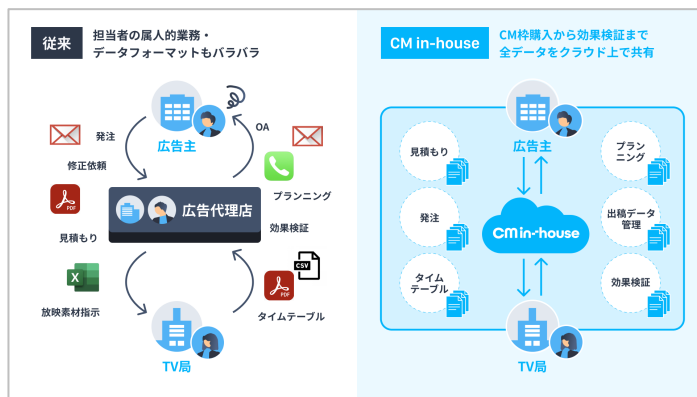 従来
担当者の属人的業務・
データフォーマットもバラバラ
発注
修正依頼
OA
広告主
PDF
プランニング
広告代理店
見積もり
効果検証
CSV
X
PDF
放映素材指示
タイムテーブル
TV局
CM in-house
CM枠購入から効果検証まで
全データをクラウド上で共有
広告主
見積もり
プラン
ニング
発注
CM in-house
出稿データ
管理
タイム
テーブル
効果検証
TV局